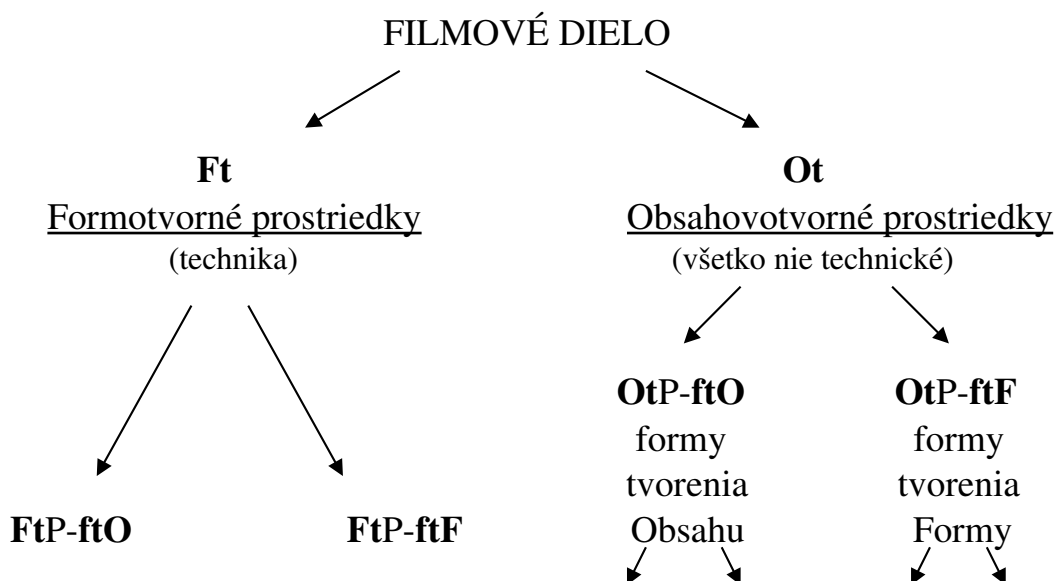 FILMOVÉ DIELO
Ft
Formotvorné prostriedky
(technika)
Ot
Obsahovotvorné prostriedky
(všetko nie technické)
FtP-ftO
FtP-ftF
OtP-ftO
formy
tvorenia
Obsahu
OtP-ftF
formy
tvorenia
Formy